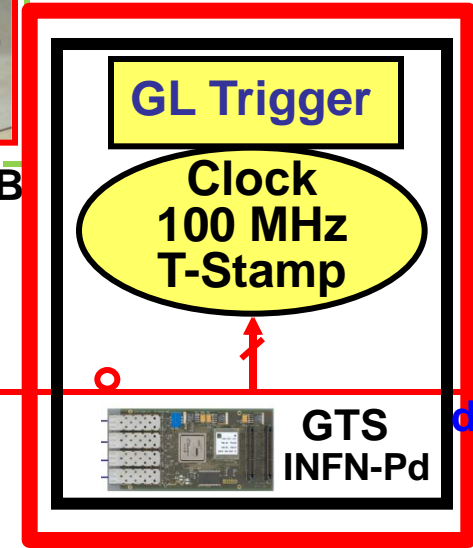 GL Trigger
B
Clock
100 MHz
T-Stamp
GTS
d
INFN-Pd